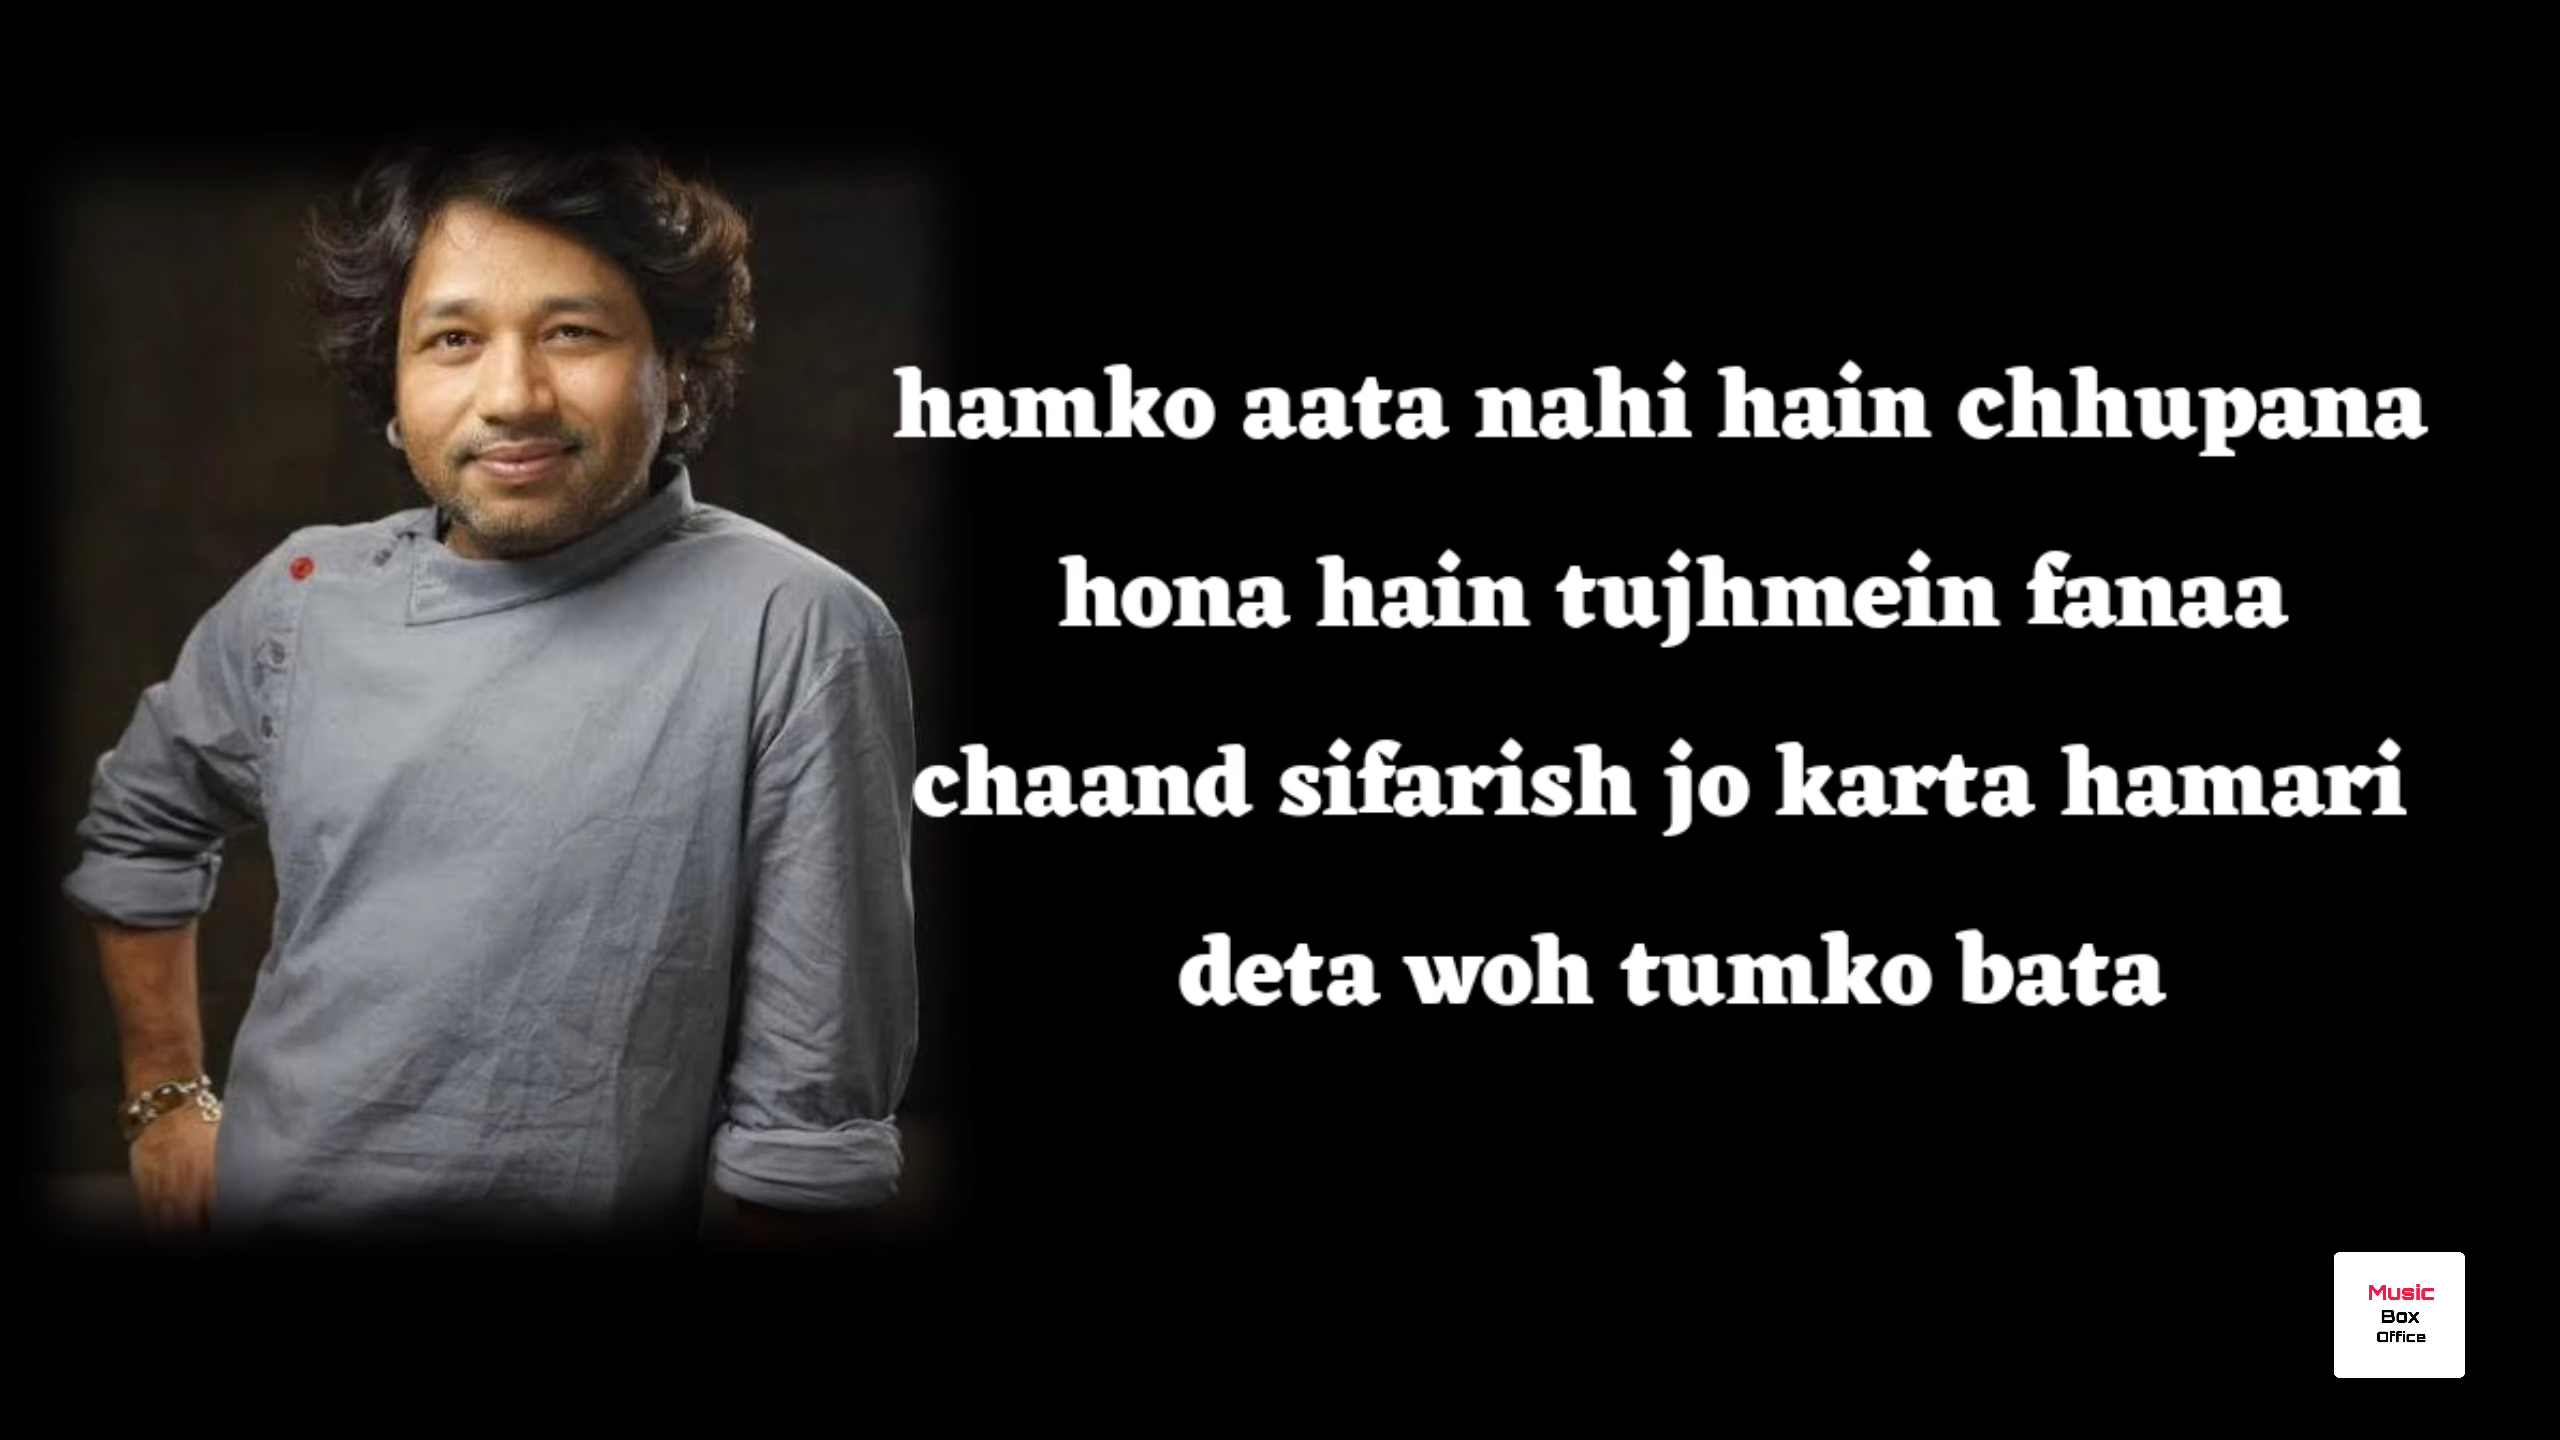 hamko aata nahi hain chhupana
hona hain tujhmein fanaa
chaand sifarish jo karta hamari
deta woh tumko bata
Music
Box
Office